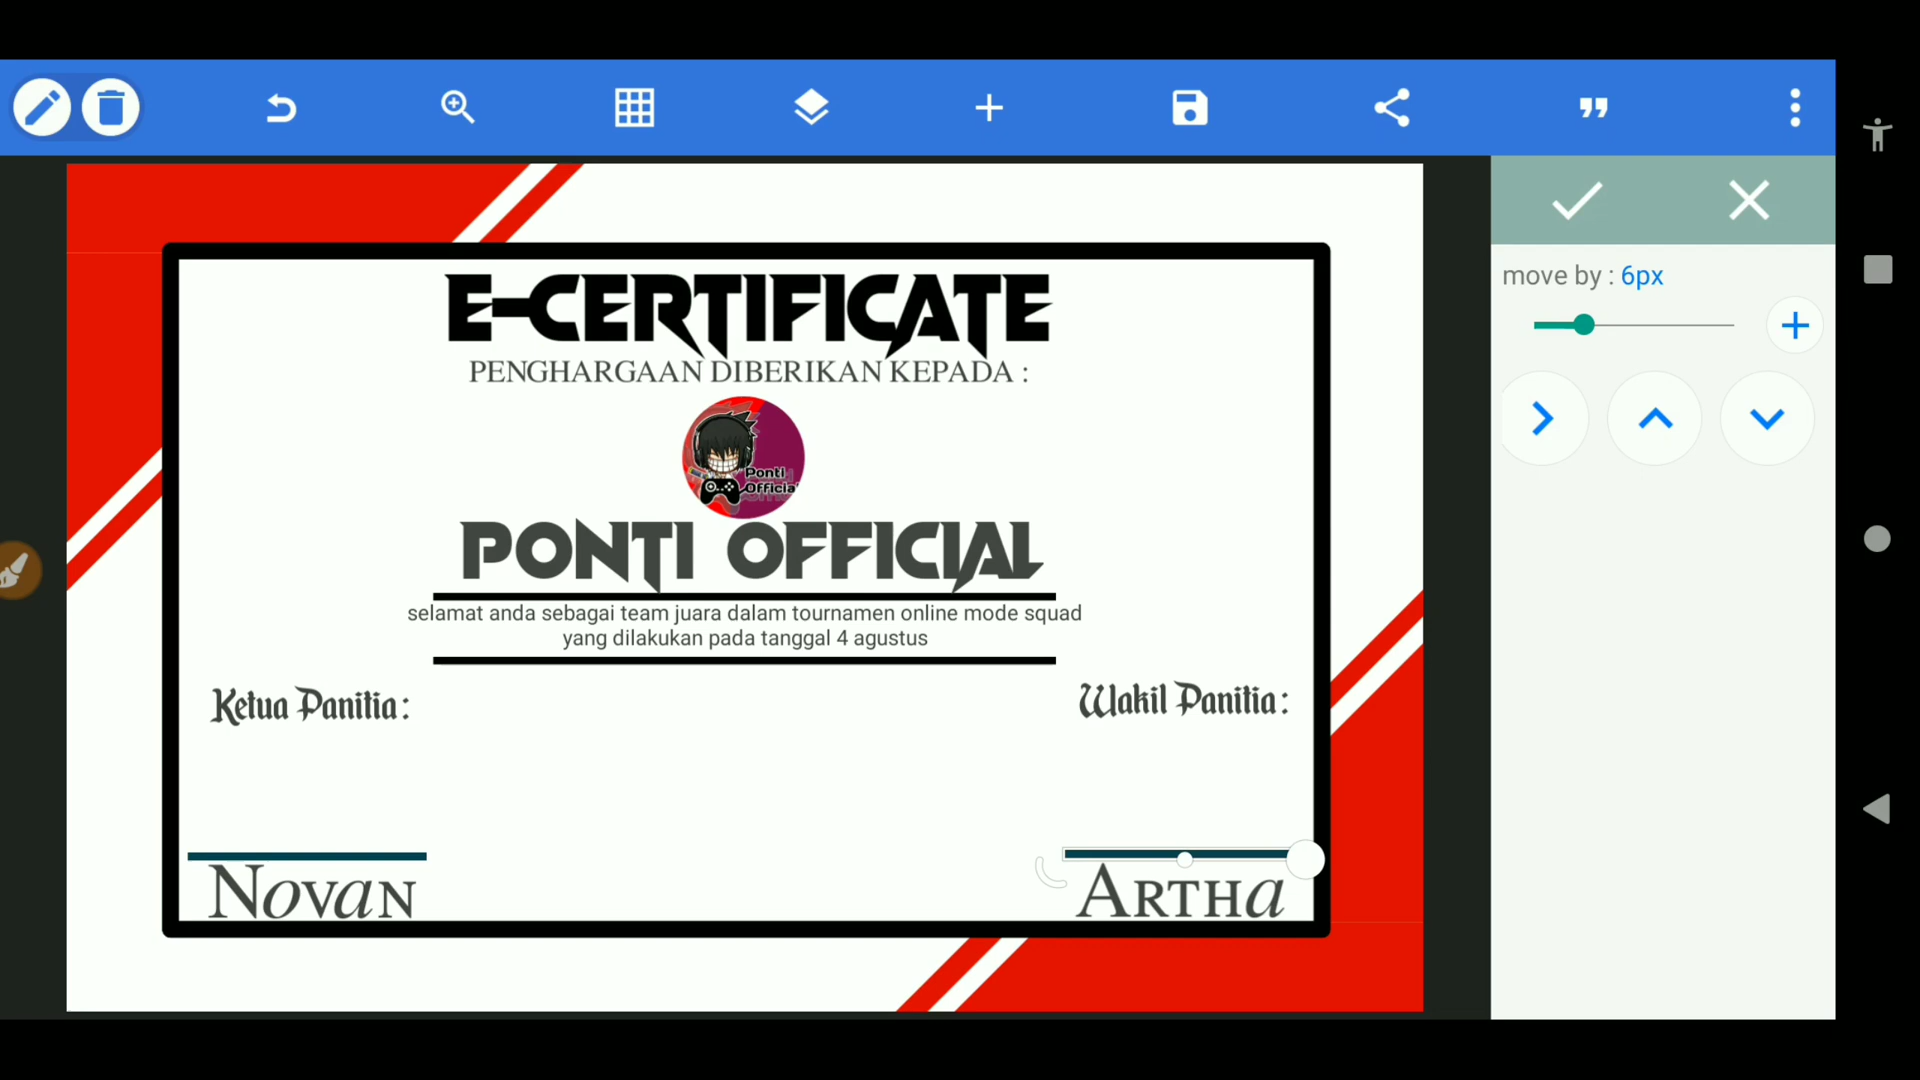 move by : 6px
E-CERTIFICATE
PENGHARGAAN DIBERIKAN KEPADA :
Ponti
Official
PONTI OFFICIAL
selamat anda sebagai team juara dalam tournamen online mode squad
yang dilakukan pada tanggal 4 agustus
Ketua Panitia :
Wakil Panitia :
NOVaN
ARTHa